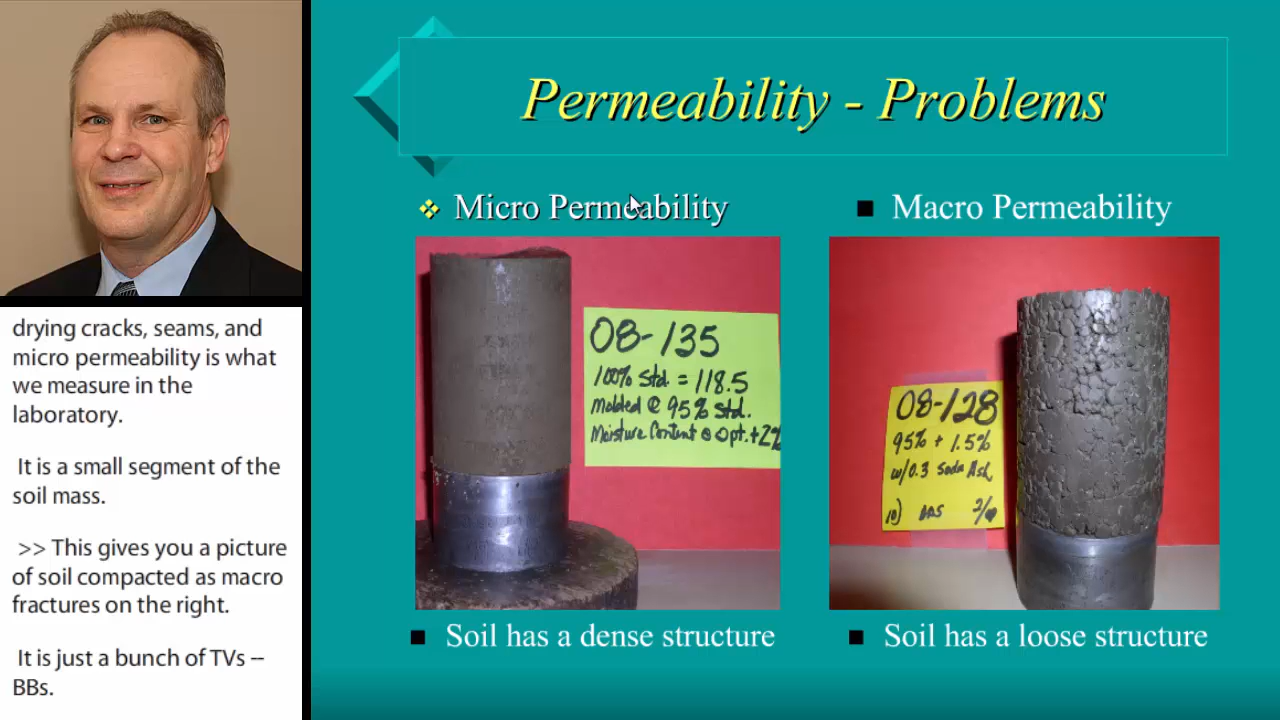 Permeability - Problems
Micro Permeability
Macro Permeability
08-135
100% Std = 118.5
Molded @ 95% Std.
Moisture Content @ Opt. + 2%
08-128
95% + 1.5%
w/0.3 Soda Ash
Soil has a dense structure
Soil has a loose structure
drying cracks, seams, and
micro permeability is what
we measure in the
laboratory.
It is a small segment of the
soil mass.
>> This gives you a picture
of soil compacted as macro
fractures on the right.
It is just a bunch of TVs --
BBs.